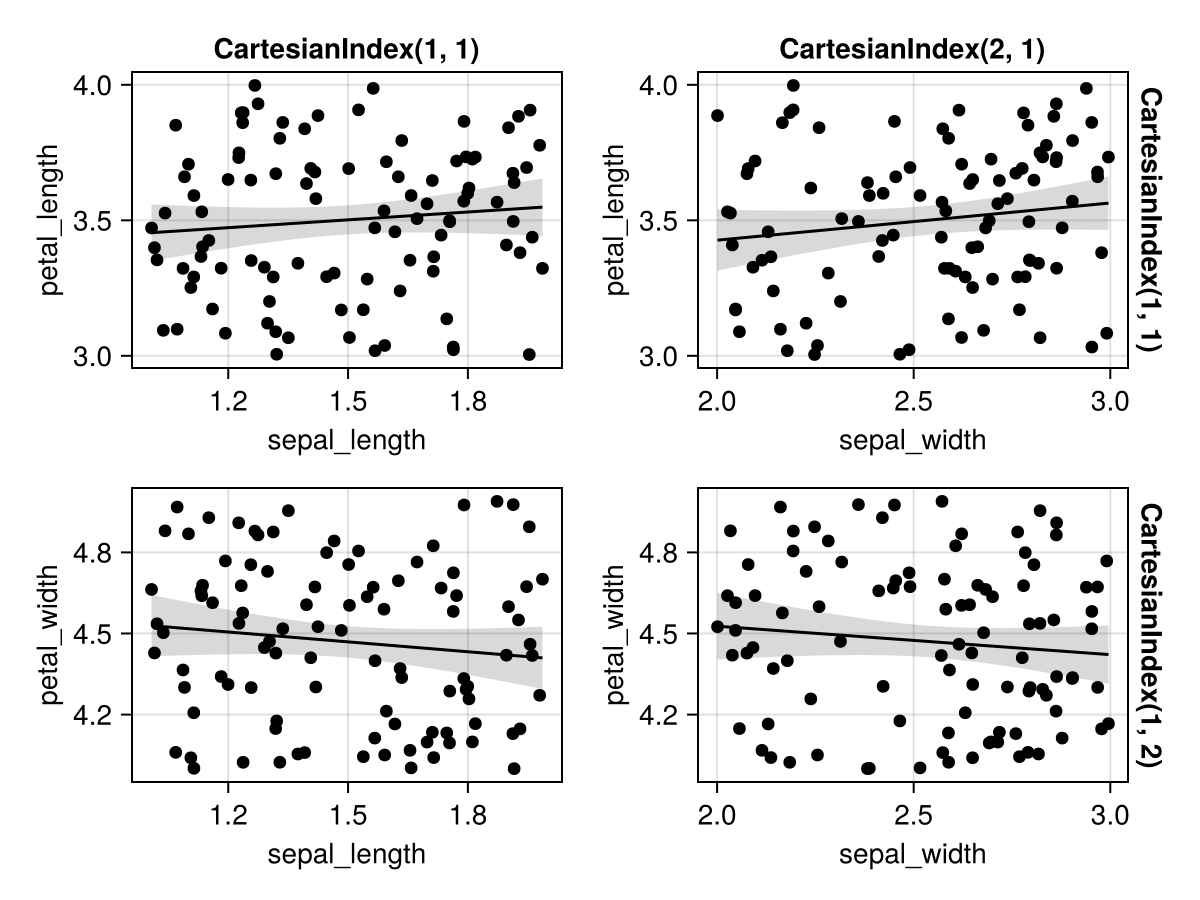 CartesianIndex(1, 1)
CartesianIndex(2, 1)
4.0
3.5
3.0
petal_length
1.2 1.5 1.8
sepal_length
4.0
3.5
3.0
petal_length
2.0 2.5 3.0
sepal_width
CartesianIndex(1, 1)
4.8
4.5
4.2
petal_width
1.2 1.5 1.8
sepal_length
4.8
4.5
4.2
petal_width
2.0 2.5 3.0
sepal_width
CartesianIndex(1, 2)